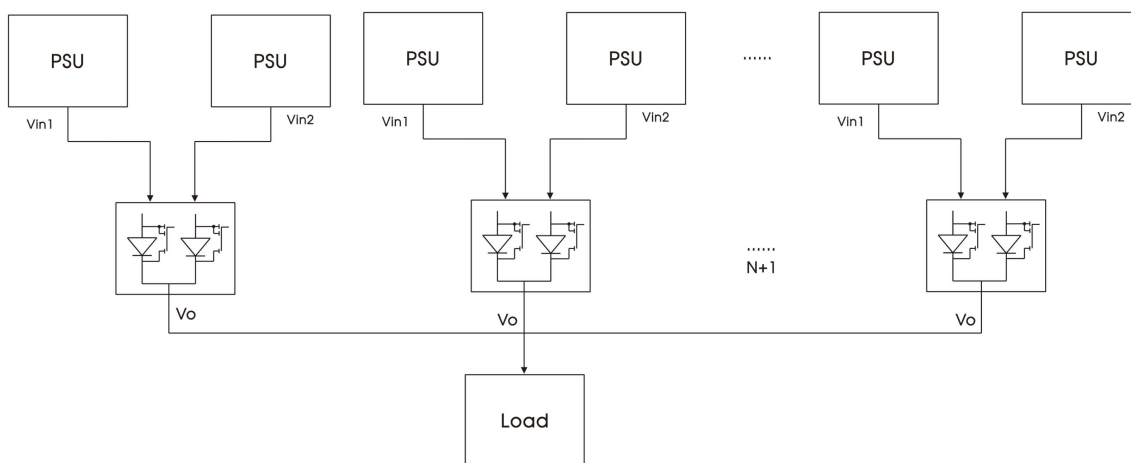 PSU
PSU
PSU
PSU
......
PSU
PSU
Vin1
Vin2
Vin1
Vin2
Vin1
Vin2
......
N+1
Vo
Vo
Vo
Load